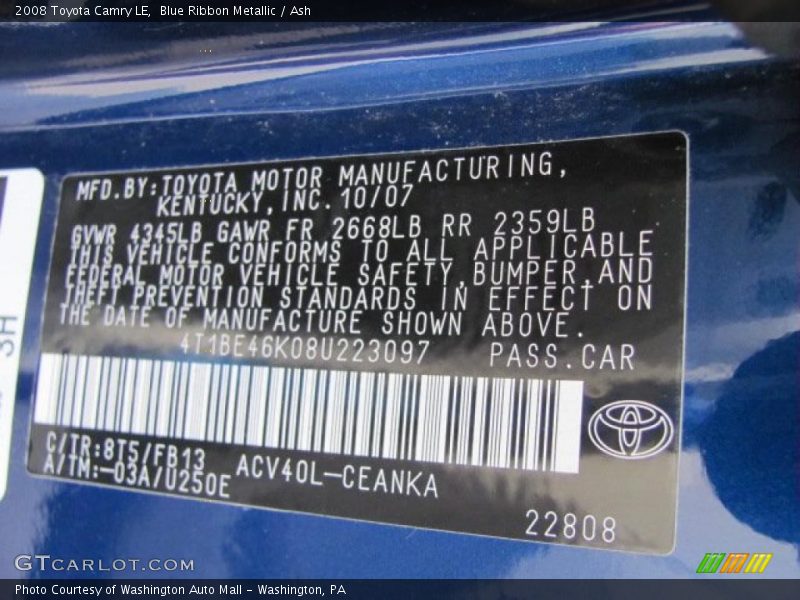 2008 Toyota Camry LE,  Blue Ribbon Metallic / Ash
MFD.BY:TOYOTA MOTOR MANUFACTURING,
KENTUCKY,INC.10/07
GVWR 4345LB GAWR FR 2668LB RR 2359LB
THIS VEHICLE CONFORMS TO ALL APPLICABLE
FEDERAL MOTOR VEHICLE SAFETY,BUMPER,AND
THEFT PREVENTION STANDARDS IN EFFECT ON
THE DATE OF MANUFACTURE SHOWN ABOVE.
4T1BE46K08U223097 PASS.CAR
C/TR:8T5/FB13
A/TM:-03A/U250E
ACV40L-CEANKA
22808
3H
GTCARLOT.COM
Photo Courtesy of Washington Auto Mall - Washington, PA